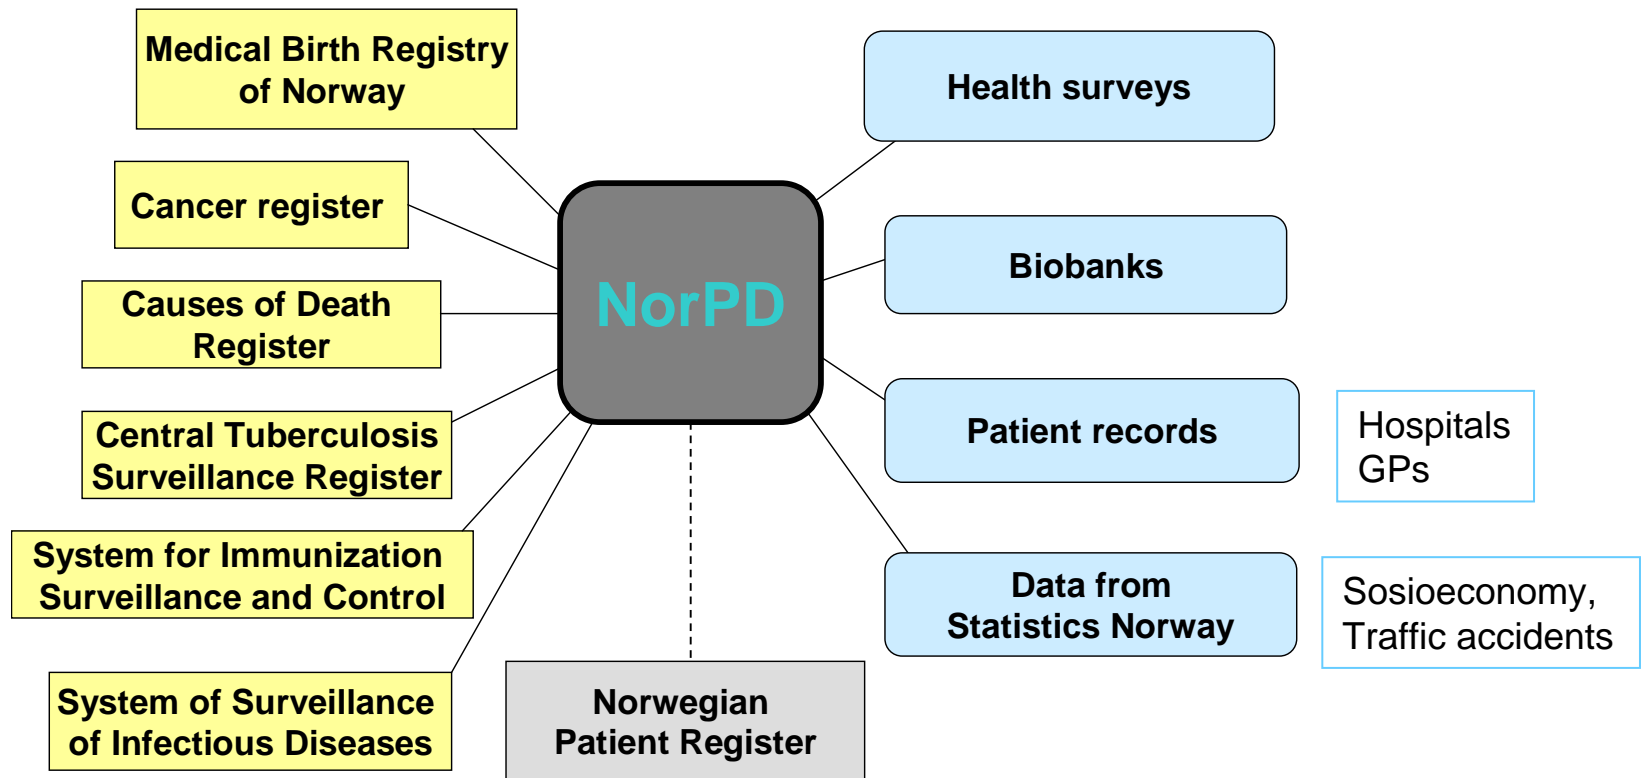 Medical Birth Registry
of Norway
Cancer register
Causes of Death
Register
Central Tuberculosis
Surveillance Register
System for Immunization
Surveillance and Control
System of Surveillance
of Infectious Diseases
NorPD
Norwegian
Patient Register
Health surveys
Biobanks
Patient records
Hospitals
GPs
Data from
Statistics Norway
Sosioeconomy,
Traffic accidents